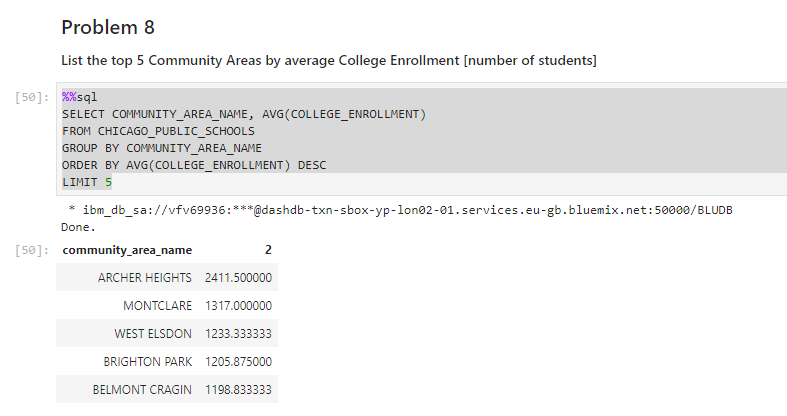 Problem 8
List the top 5 Community Areas by average College Enrollment [number of students]
[50]: %%sql
SELECT COMMUNITY_AREA_NAME, AVG(COLLEGE_ENROLLMENT)
FROM CHICAGO_PUBLIC_SCHOOLS
GROUP BY COMMUNITY_AREA_NAME
ORDER BY AVG(COLLEGE_ENROLLMENT) DESC
LIMIT 5
* ibm_db_sa://vfv69936:***@dashdb-txn-sbox-yp-lon02-01.services.eu-gb.bluemix.net:50000/BLUDB
Done.
[50]: community_area_name 2
ARCHER HEIGHTS 2411.500000
MONTCLARE 1317.000000
WEST ELSDON 1233.333333
BRIGHTON PARK 1205.875000
BELMONT CRAGIN 1198.833333